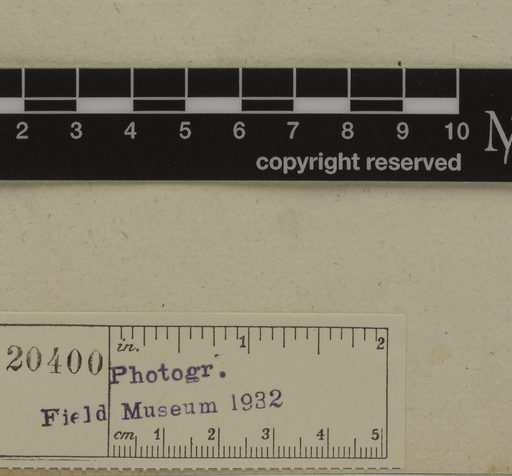 2 3 4 5 6 7 8 9 10
copyright reserved
in. 1 2
20400
Photogr.
Field Museum 1932
cm 1 2 3 4 5